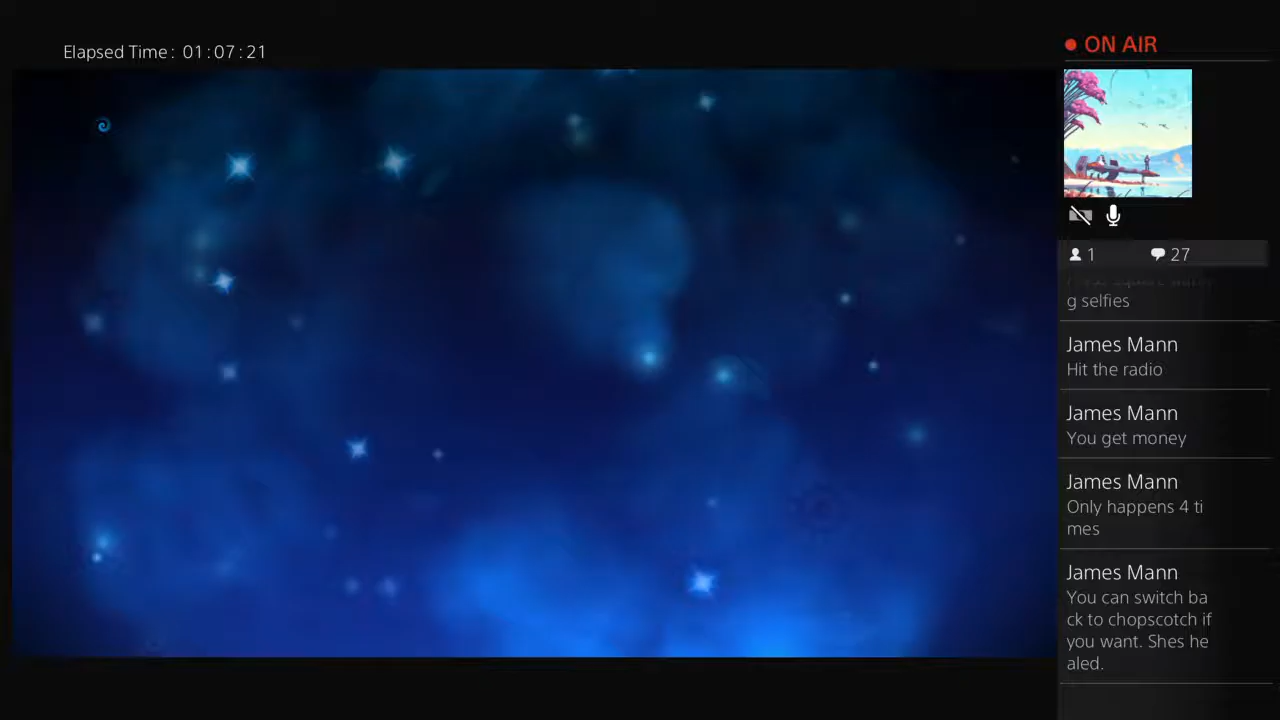 Elapsed Time: 01:07:21
ON AIR
1
27
g selfies
James Mann
Hit the radio
James Mann
You get money
James Mann
Only happens 4 ti
mes
James Mann
You can switch ba
ck to chopscotch if
you want. Shes he
aled.